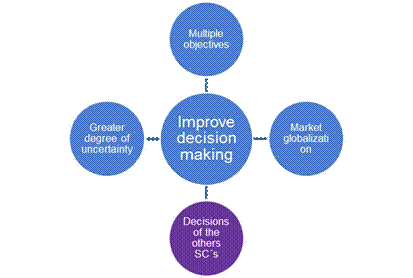 Multiple
objectives
Greater
degree of
uncertainty
Improve
decision
making
Market
globalizati
on
Decisions
of the
others
SC´s